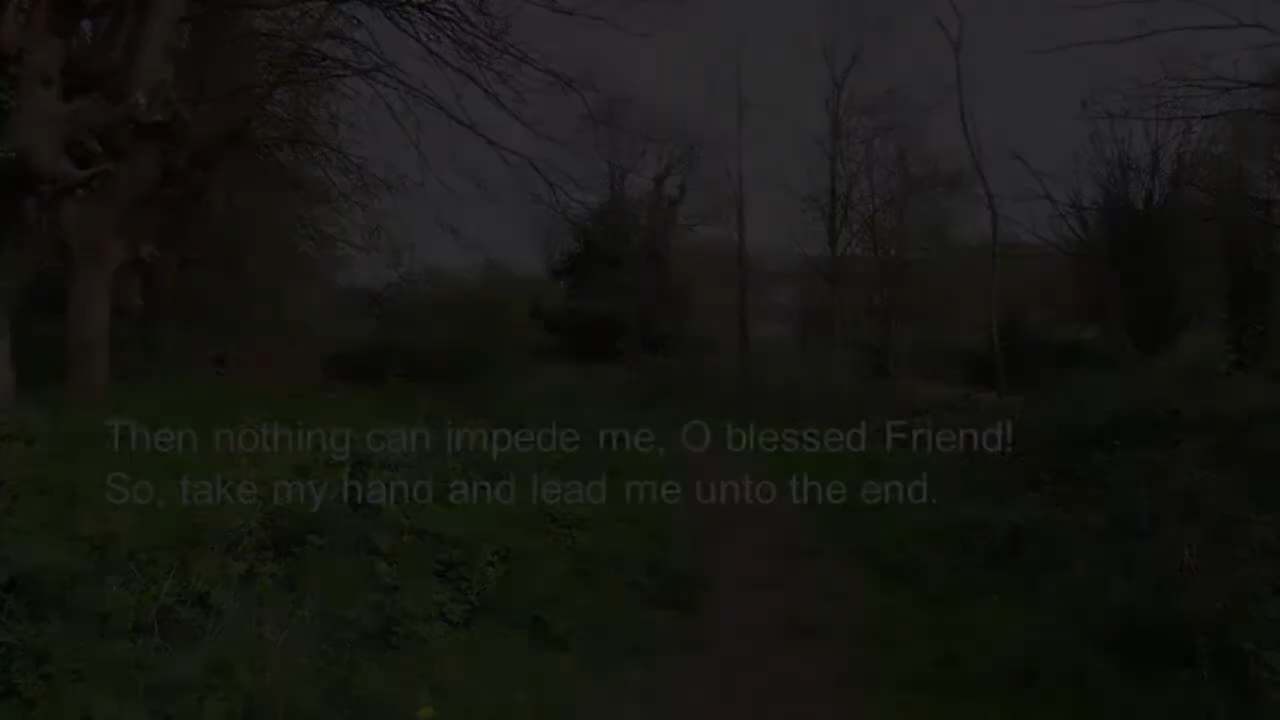 Then nothing can impede me, O blessed Friend!
So, take my hand and lead me unto the end.